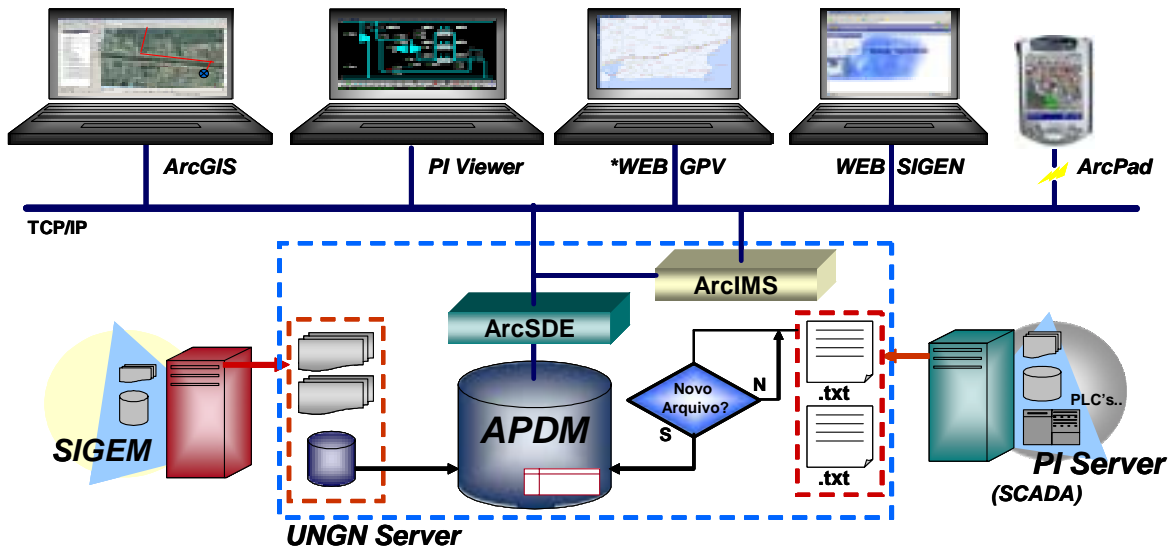 ArcGIS
PI Viewer
*WEB GPV
WEB SIGEN
ArcPad
TCP/IP
ArcIMS
ArcSDE
Novo
Arquivo?
N
S
.txt
.txt
APDM
SIGEM
PLC's..
PI Server
(SCADA)
UNGN Server